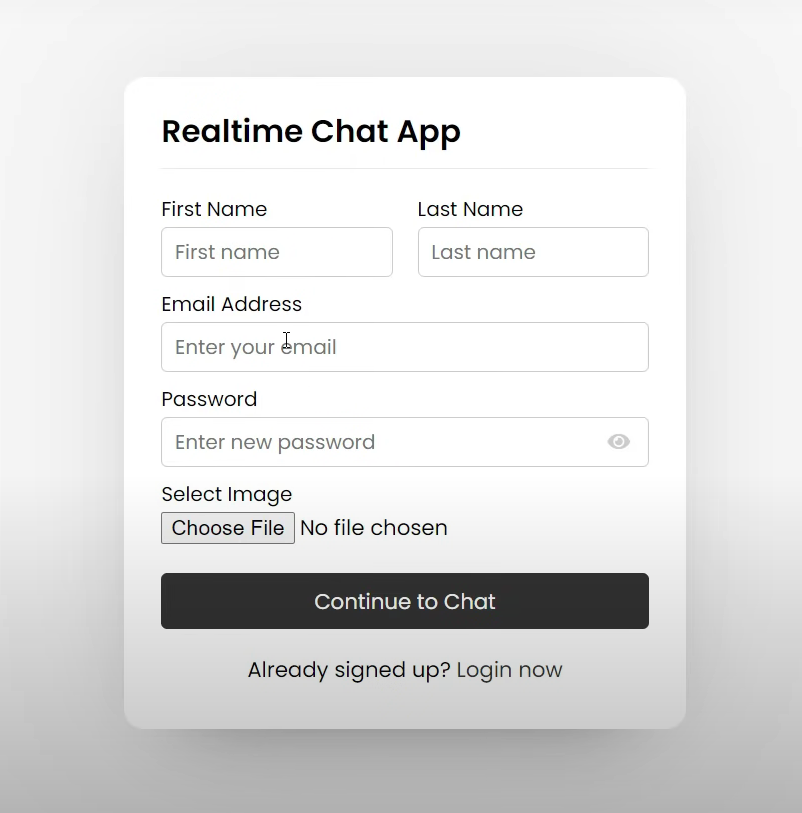 Realtime Chat App
First Name Last Name
First name Last name
Email Address
Enter your email
Password
Enter new password
Select Image
Choose File No file chosen
Continue to Chat
Already signed up? Login now